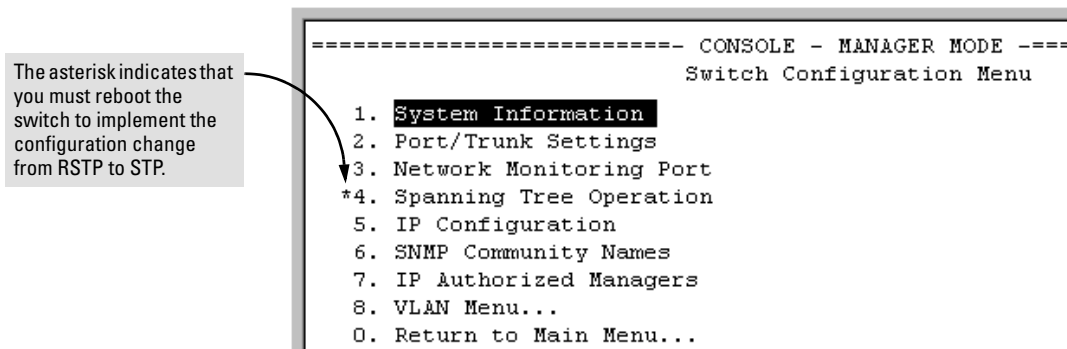 ===========================- CONSOLE - MANAGER MODE -===
Switch Configuration Menu
The asterisk indicates that
you must reboot the
switch to implement the
configuration change
from RSTP to STP.
1. System Information
2. Port/Trunk Settings
3. Network Monitoring Port
*4. Spanning Tree Operation
5. IP Configuration
6. SNMP Community Names
7. IP Authorized Managers
8. VLAN Menu...
0. Return to Main Menu...